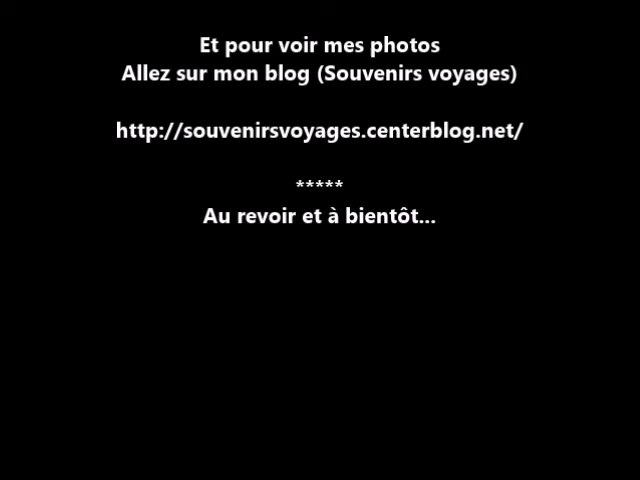 Et pour voir mes photos
Allez sur mon blog (Souvenirs voyages)
http://souvenirsvoyages.centerblog.net/
*****
Au revoir et à bientôt...